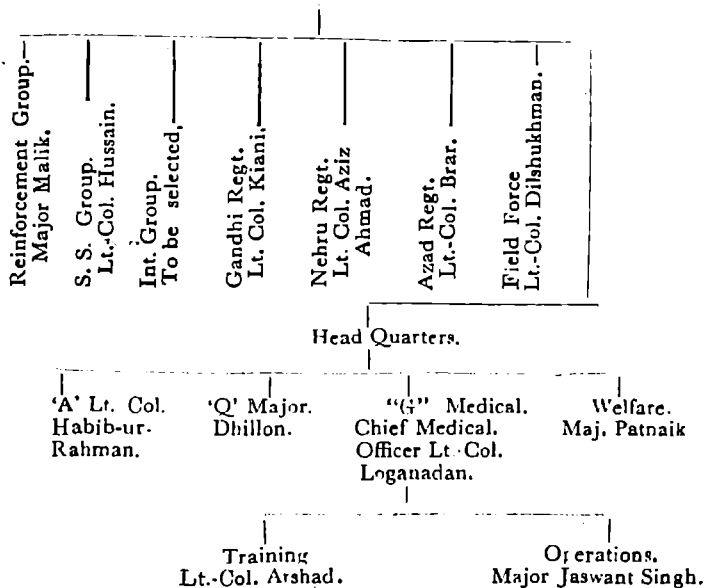 Reinforcement Group.
Major Malik.
S. S. Group.
Lt.-Col. Hussain.
Int. Group.
To be selected,
Gandhi Regt.
Lt. Col. Kiani.
Nehru Regt.
Lt. Col. Aziz
Ahmad.
Azad Regt.
Lt.-Col. Brar.
Field Force
Lt.-Col. Dilshukhman.
Head Quarters.
'A' Lt. Col.
Habib-ur-
Rahman.
'Q' Major.
Dhillon.
"G" Medical.
Chief Medical.
Officer Lt. Col.
Loganadan.
Welfare.
Maj. Patnaik
Training
Lt.-Col. Arshad.
Operations.
Major Jaswant Singh.